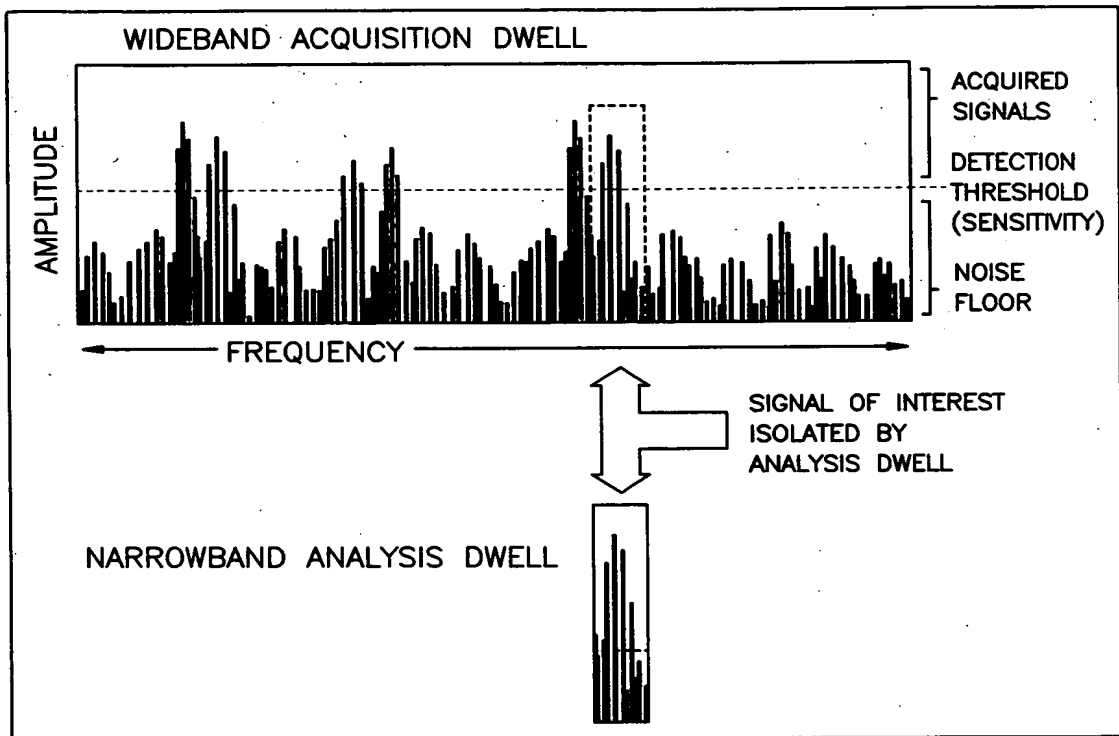 WIDEBAND ACQUISITION DWELL
AMPLITUDE
ACQUIRED
SIGNALS
DETECTION
THRESHOLD
(SENSITIVITY)
NOISE
FLOOR
FREQUENCY
SIGNAL OF INTEREST
ISOLATED BY
ANALYSIS DWELL
NARROWBAND ANALYSIS DWELL